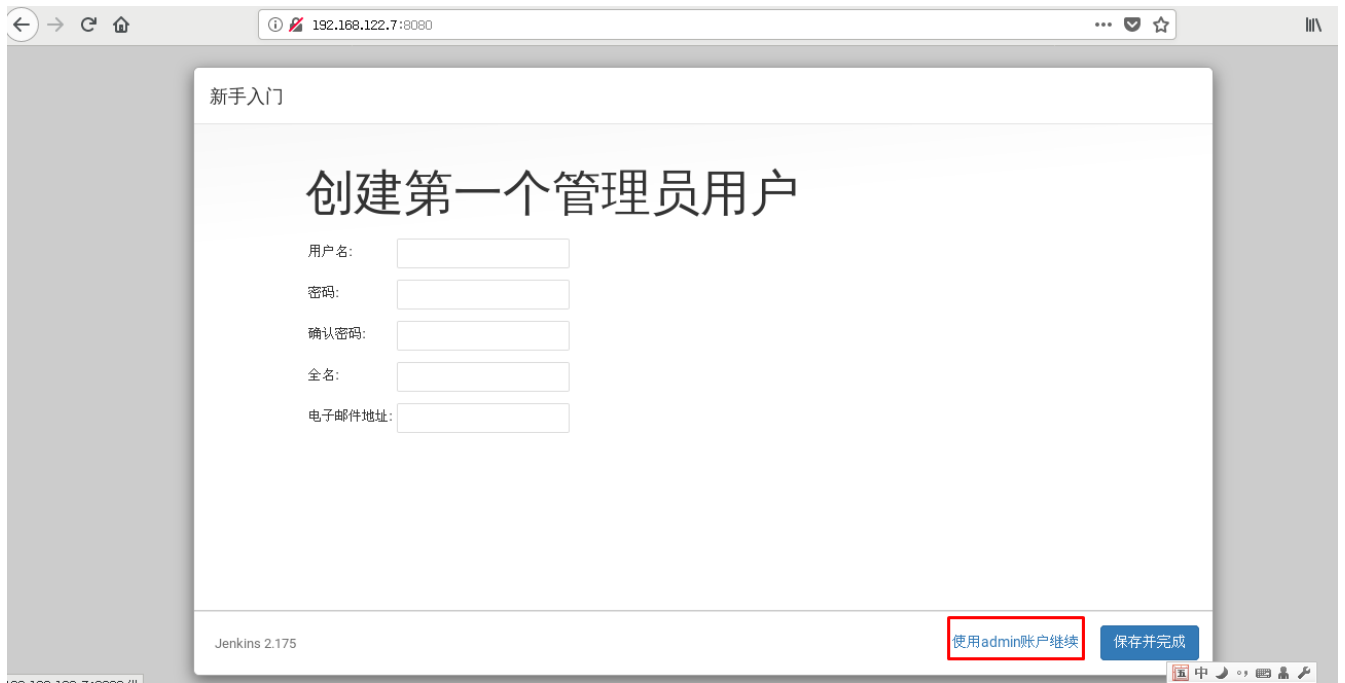 192.168.122.7:8080
新手入门
创建第一个管理员用户
用户名:
密码:
确认密码:
全名:
电子邮件地址:
Jenkins 2.175
使用admin账户继续
保存并完成
五 中